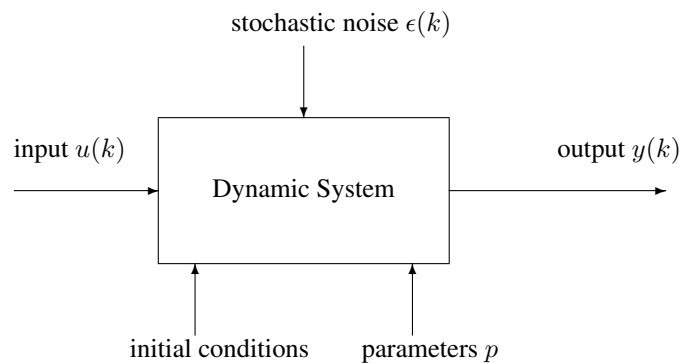 stochastic noise ϵ(k)
input u(k)
output y(k)
Dynamic System
initial conditions
parameters p